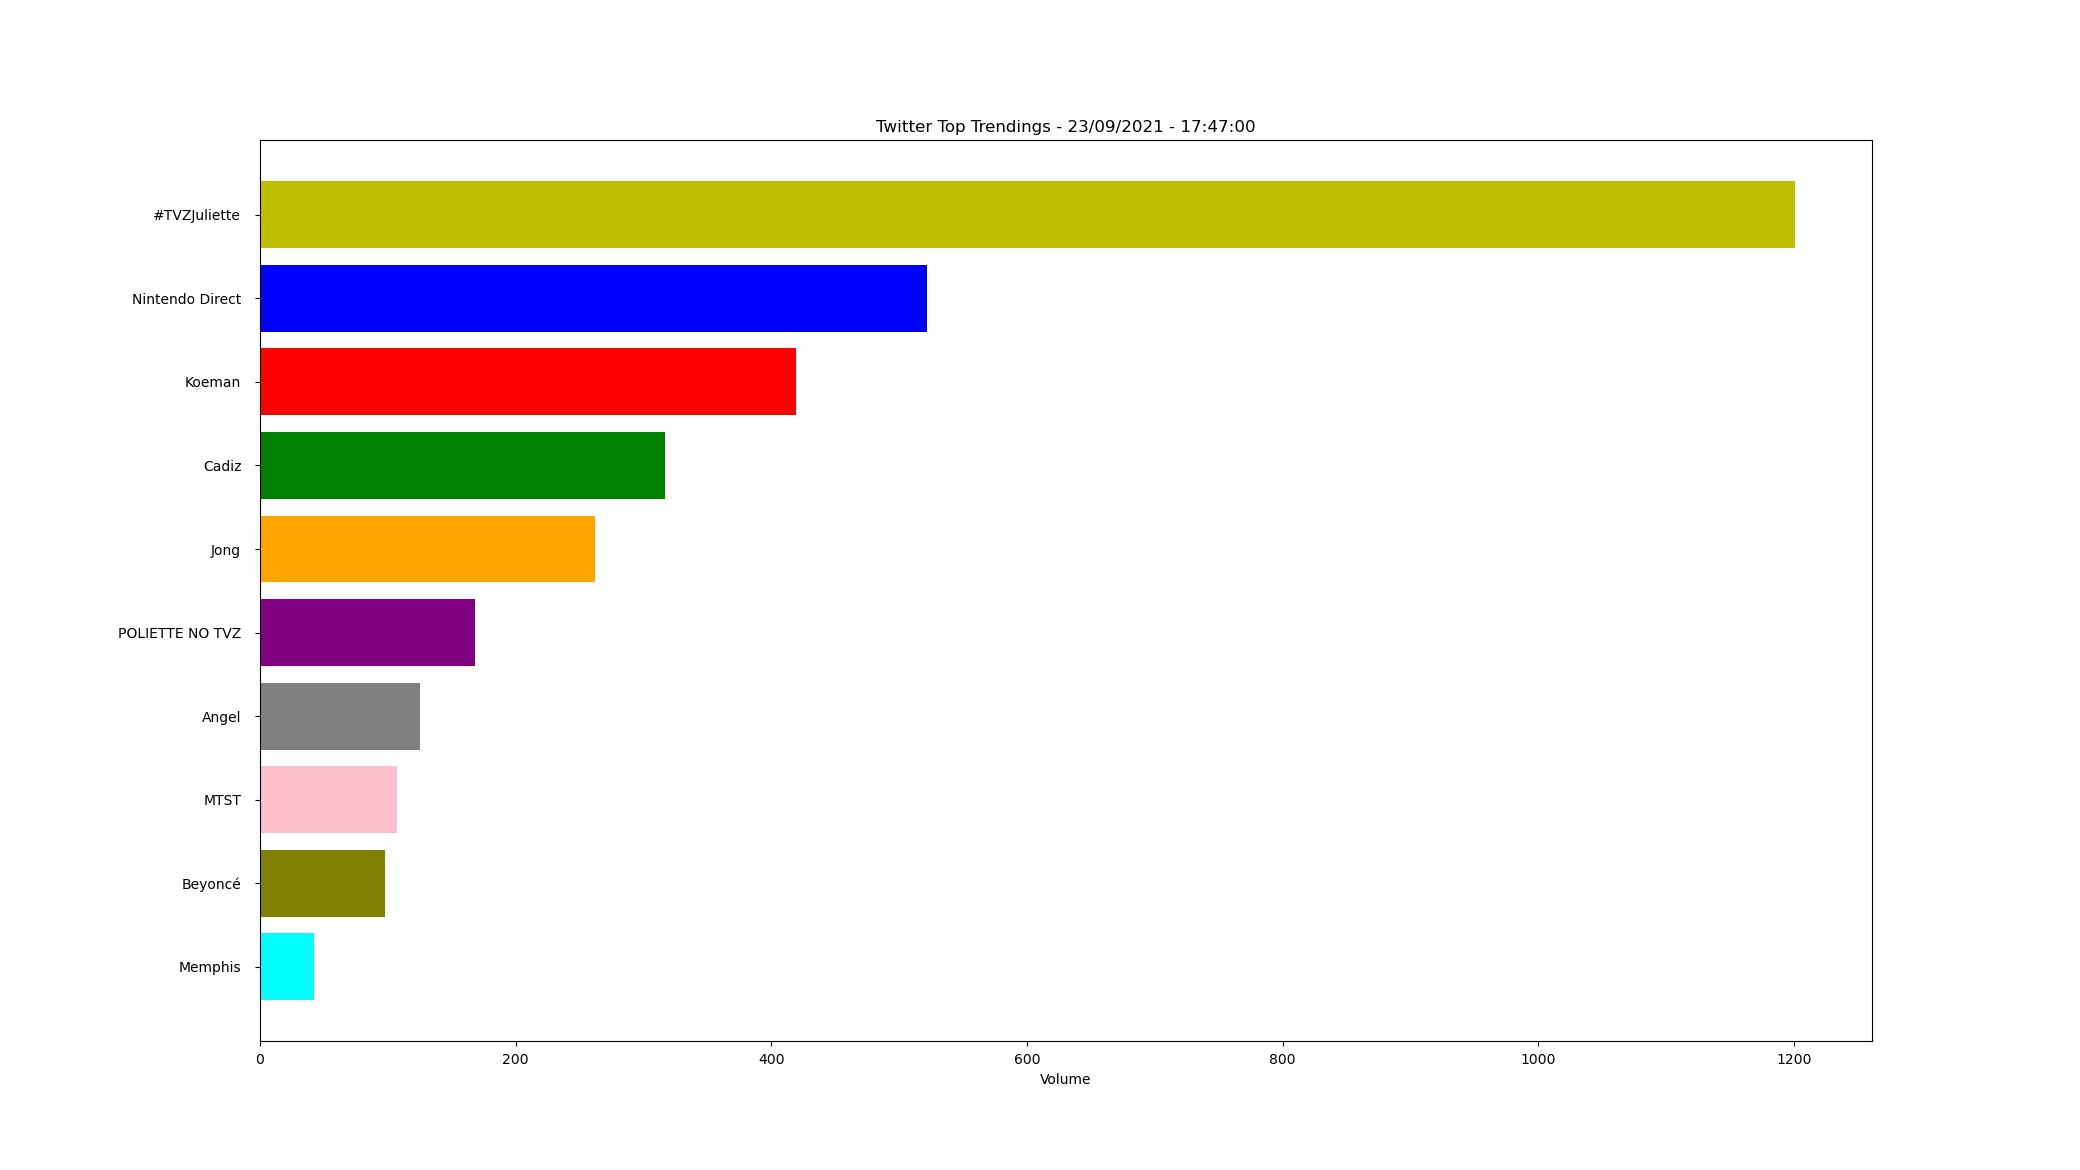 Twitter Top Trendings - 23/09/2021 - 17:47:00
#TVZJuliette
Nintendo Direct
Koeman
Cadiz
Jong
POLIETTE NO TVZ
Angel
MTST
Beyoncé
Memphis
0 200 400 600 800 1000 1200
Volume